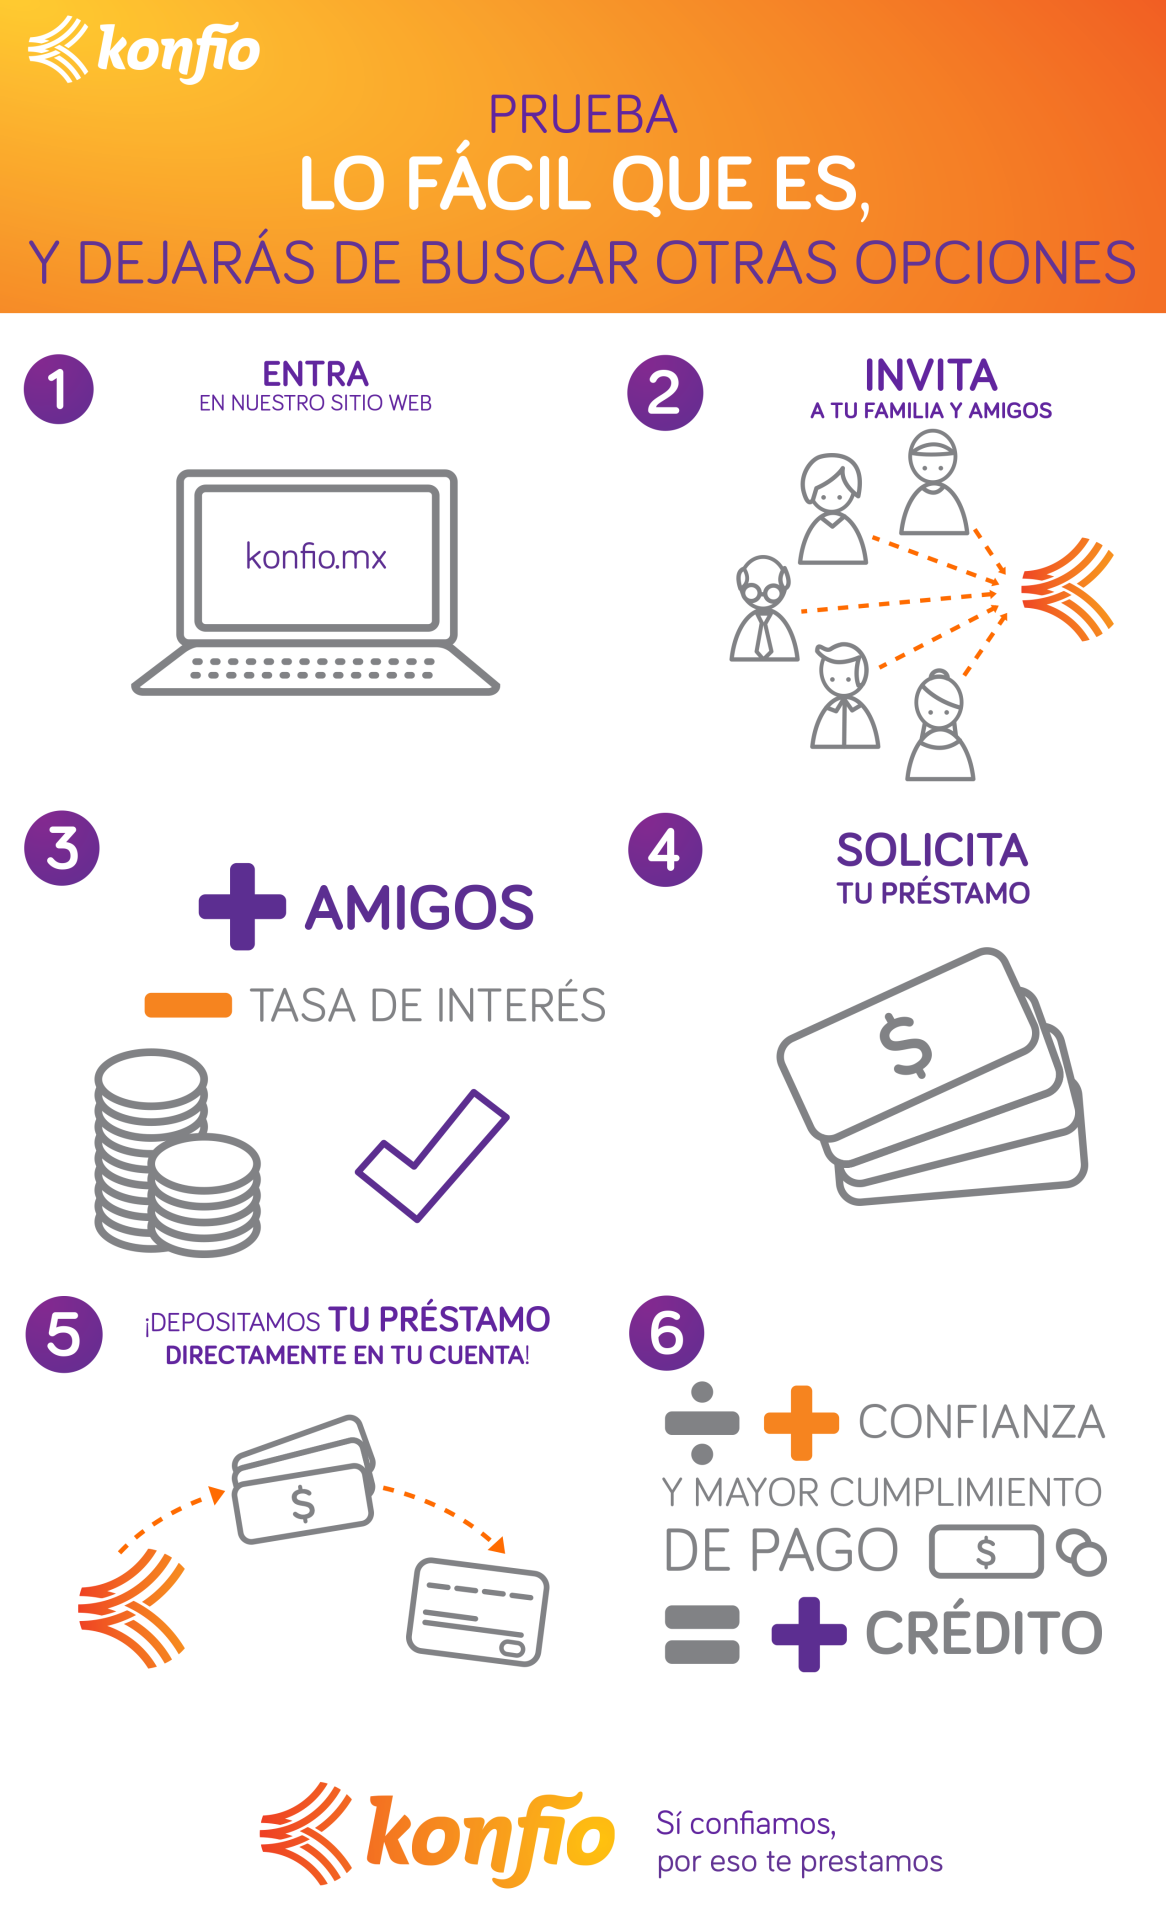 konfío
PRUEBA
LO FÁCIL QUE ES,
Y DEJARÁS DE BUSCAR OTRAS OPCIONES
1
ENTRA
EN NUESTRO SITIO WEB
konfio.mx
2
INVITA
A TU FAMILIA Y AMIGOS
3
+ AMIGOS
- TASA DE INTERÉS
4
SOLICITA
TU PRÉSTAMO
$
5
¡DEPOSITAMOS TU PRÉSTAMO
DIRECTAMENTE EN TU CUENTA!
$
6
÷ + CONFIANZA
Y MAYOR CUMPLIMIENTO
DE PAGO $
= + CRÉDITO
konfío
Sí confiamos,
por eso te prestamos